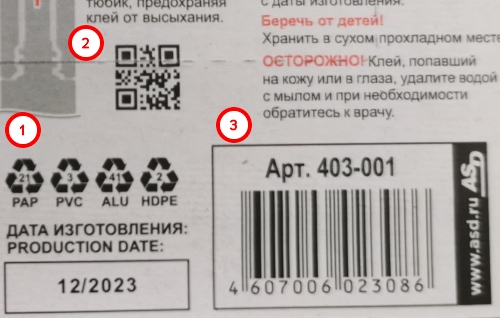 тюбик, предохраняя
клей от высыхания.
с даты изготовления.
Беречь от детей!
Хранить в сухом прохладном месте
ОСТОРОЖНО! Клей, попавший
на кожу или в глаза, удалите водой
с мылом и при необходимости
обратитесь к врачу.
2
1
3
21 3 41 2
PAP PVC ALU HDPE
ДАТА ИЗГОТОВЛЕНИЯ:
PRODUCTION DATE:
12/2023
Арт. 403-001
4 607006 023086
www.asd.ru ASD